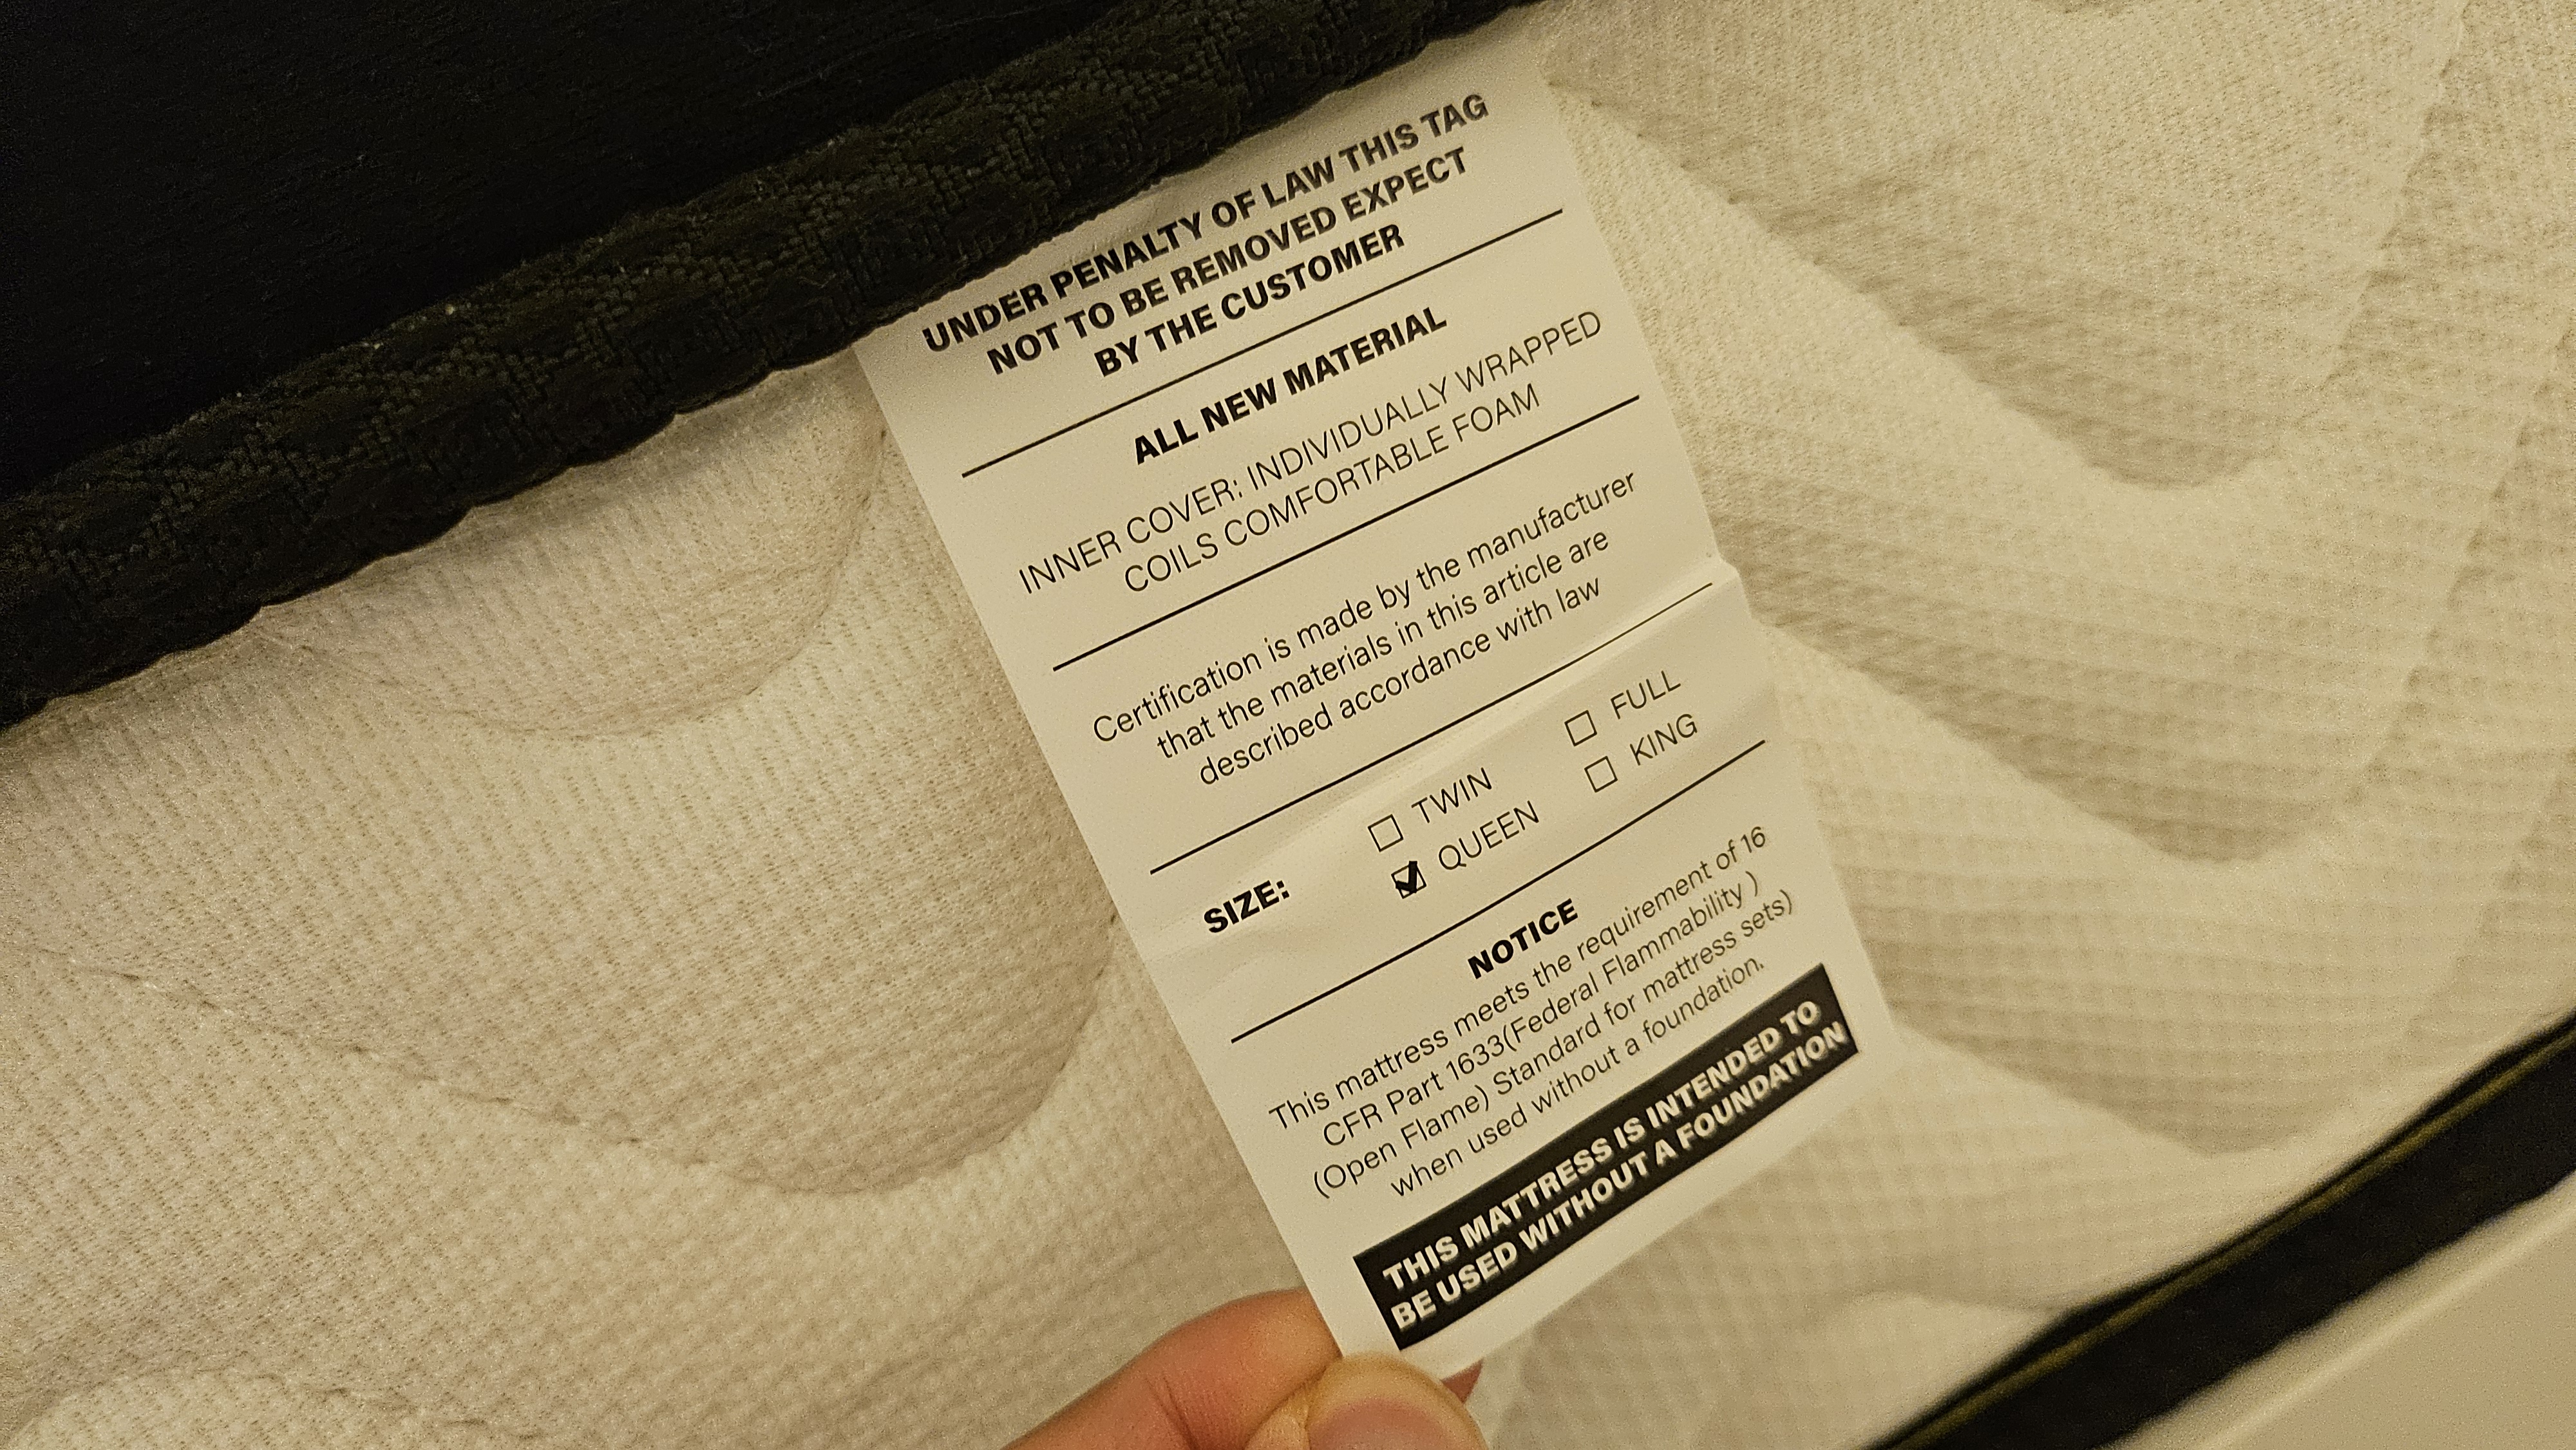 UNDER PENALTY OF LAW THIS TAG
NOT TO BE REMOVED EXPECT
BY THE CUSTOMER
ALL NEW MATERIAL
INNER COVER: INDIVIDUALLY WRAPPED
COILS COMFORTABLE FOAM
Certification is made by the manufacturer
that the materials in this article are
described accordance with law
SIZE:
☐ TWIN ☐ FULL
☑ QUEEN ☐ KING
NOTICE
This mattress meets the requirement of 16
CFR Part 1633(Federal Flammability )
(Open Flame) Standard for mattress sets)
when used without a foundation.
THIS MATTRESS IS INTENDED TO
BE USED WITHOUT A FOUNDATION